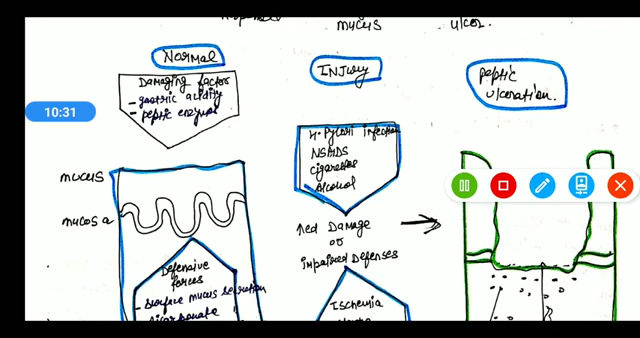 mucus
ulcer.
Normal
Damaging factors
- gastric acidity
- peptic enzymes
Injury
H. Pylori infection
NSAIDS
cigarettes
Alcohol
Peptic
ulceration.
10:31
mucus
mucosa
Defensive
forces
- Surface mucus secretion
- bicarbonate
Damage
or
impaired Defenses
Ischemia